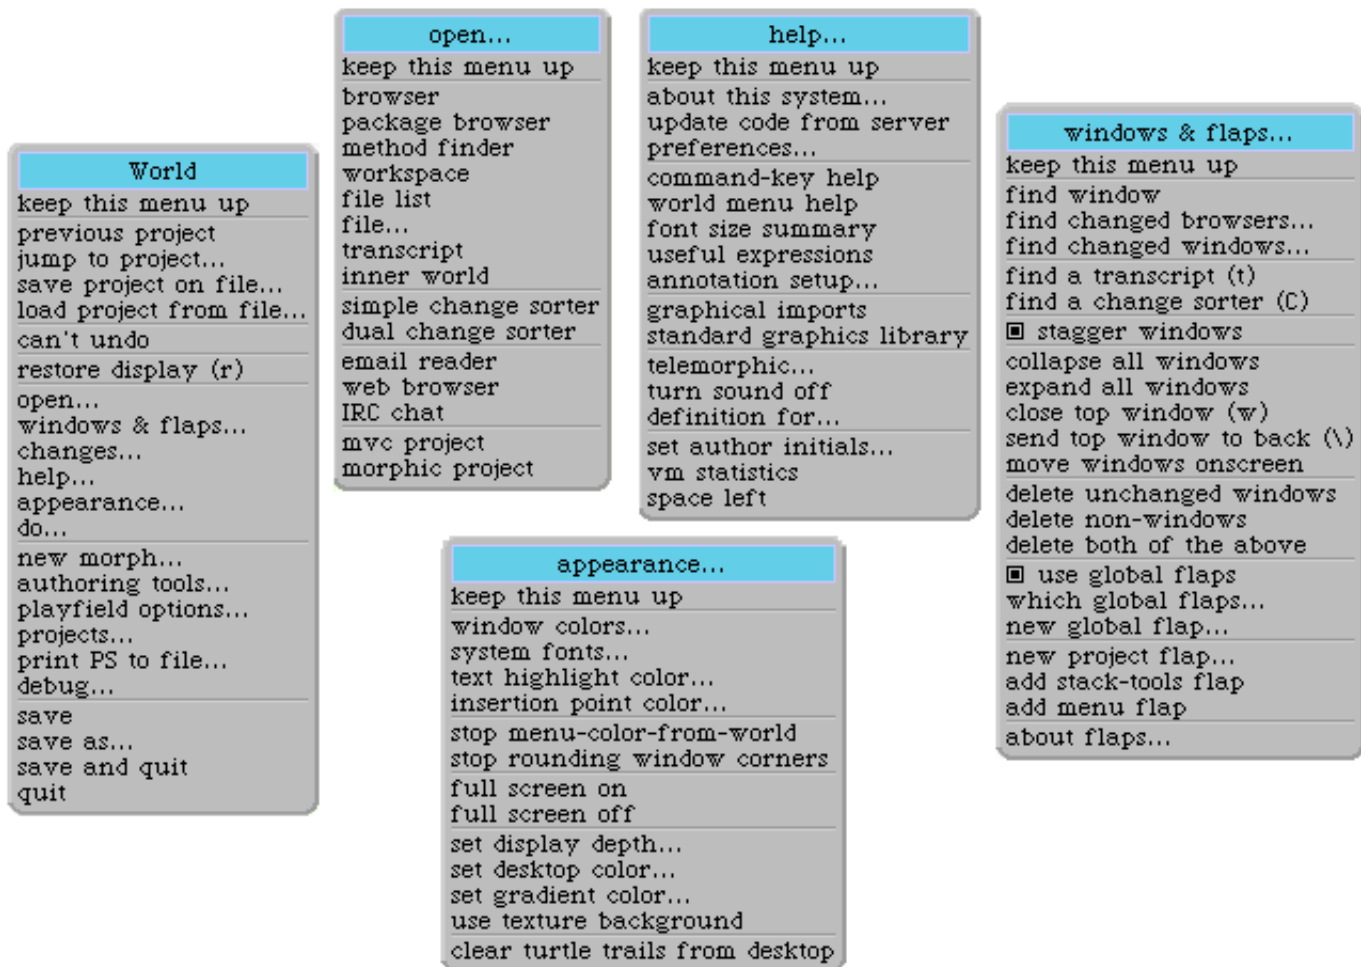 World
keep this menu up
previous project
jump to project...
save project on file...
load project from file...
can't undo
restore display (r)
open...
windows & flaps...
changes...
help...
appearance...
do...
new morph...
authoring tools...
playfield options...
projects...
print PS to file...
debug...
save
save as...
save and quit
quit
open...
keep this menu up
browser
package browser
method finder
workspace
file list
file...
transcript
inner world
simple change sorter
dual change sorter
email reader
web browser
IRC chat
mvc project
morphic project
help...
keep this menu up
about this system...
update code from server
preferences...
command-key help
world menu help
font size summary
useful expressions
annotation setup...
graphical imports
standard graphics library
telemorphic...
turn sound off
definition for...
set author initials...
vm statistics
space left
appearance...
keep this menu up
window colors...
system fonts...
text highlight color...
insertion point color...
stop menu-color-from-world
stop rounding window corners
full screen on
full screen off
set display depth...
set desktop color...
set gradient color...
use texture background
clear turtle trails from desktop
windows & flaps...
keep this menu up
find window
find changed browsers...
find changed windows...
find a transcript (t)
find a change sorter (C)
stagger windows
collapse all windows
expand all windows
close top window (w)
send top window to back (\)
move windows onscreen
delete unchanged windows
delete non-windows
delete both of the above
use global flaps
which global flaps...
new global flap...
new project flap...
add stack-tools flap
add menu flap
about flaps...